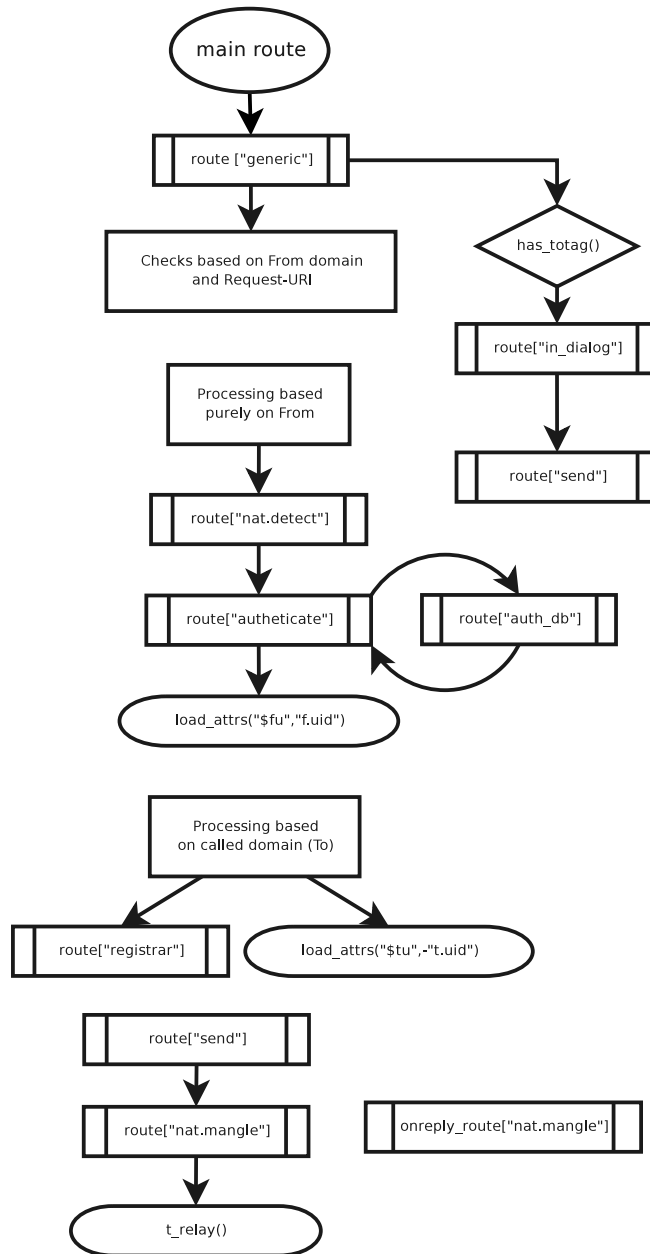 main route
route ["generic"]
has_totag()
Checks based on From domain
and Request-URI
route["in_dialog"]
Processing based
purely on From
route["send"]
route["nat.detect"]
route["autheticate"]
route["auth_db"]
load_attrs("$fu","f.uid")
Processing based
on called domain (To)
route["registrar"]
load_attrs("$tu",-"t.uid")
route["send"]
route["nat.mangle"]
onreply_route["nat.mangle"]
t_relay()